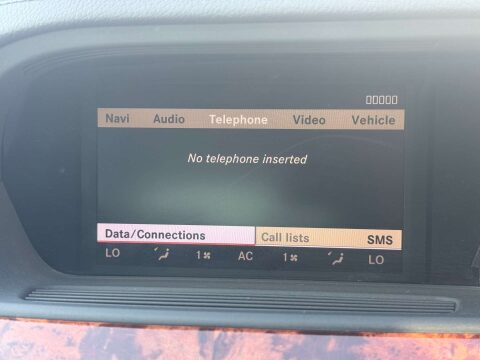 Navi Audio Telephone Video Vehicle
No telephone inserted
Data/Connections Call lists SMS
LO 1 AC 1 LO